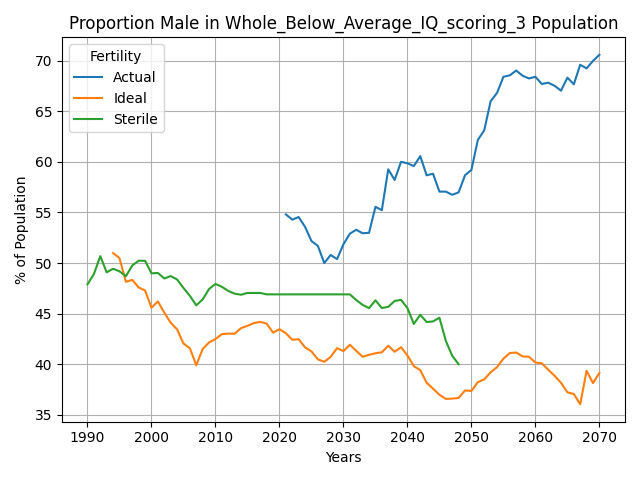 Proportion Male in Whole_Below_Average_IQ_scoring_3 Population
Fertility
Actual
Ideal
Sterile
% of Population
70
65
60
55
50
45
40
35
1990 2000 2010 2020 2030 2040 2050 2060 2070
Years